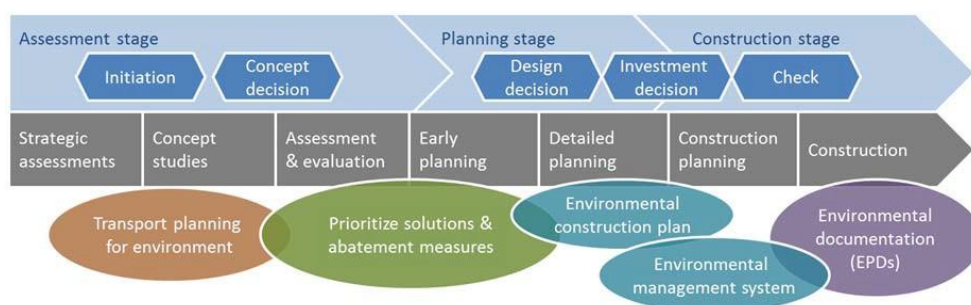 Assessment stage
Planning stage
Construction stage
Initiation
Concept
decision
Design
decision
Investment
decision
Check
Strategic
assessments
Concept
studies
Assessment
& evaluation
Early
planning
Detailed
planning
Construction
planning
Construction
Transport planning
for environment
Prioritize solutions &
abatement measures
Environmental
construction plan
Environmental
management system
Environmental
documentation
(EPDs)